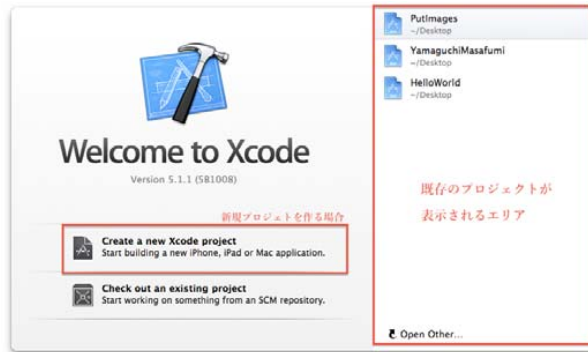 Welcome to Xcode
Version 5.1.1 (5B1008)
新規プロジェトを作る場合
Create a new Xcode project
Start building a new iPhone, iPad or Mac application.
Check out an existing project
Start working on something from an SCM repository.
PutImages
~/Desktop
YamaguchiMasafumi
~/Desktop
HelloWorld
~/Desktop
既存のプロジェクトが
表示されるエリア
Open Other...